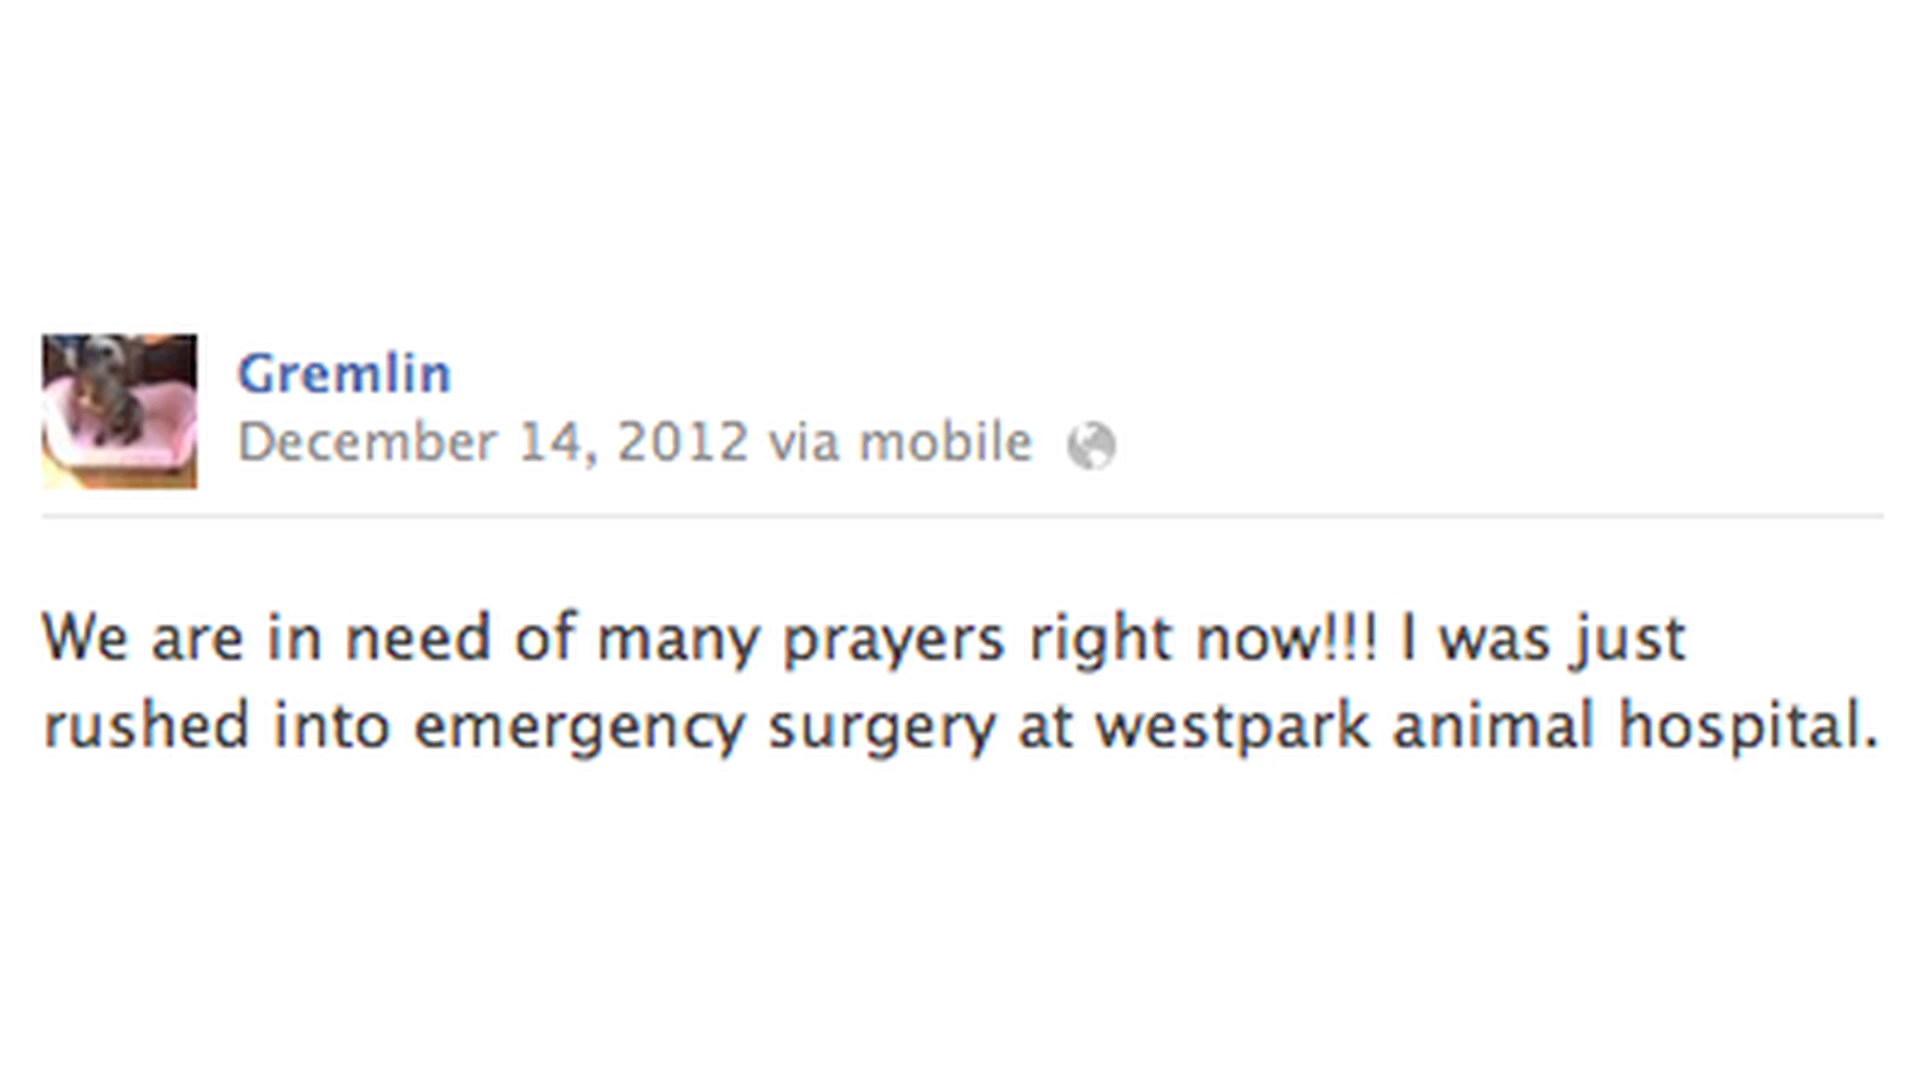 Gremlin
December 14, 2012 via mobile
We are in need of many prayers right now!!! I was just
rushed into emergency surgery at westpark animal hospital.